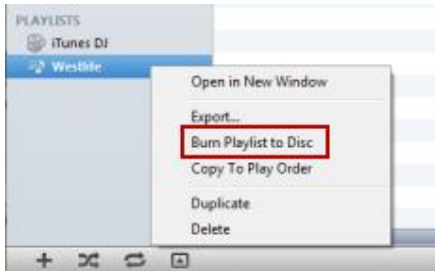 PLAYLISTS
iTunes DJ
Westlife
Open in New Window
Export...
Burn Playlist to Disc
Copy To Play Order
Duplicate
Delete